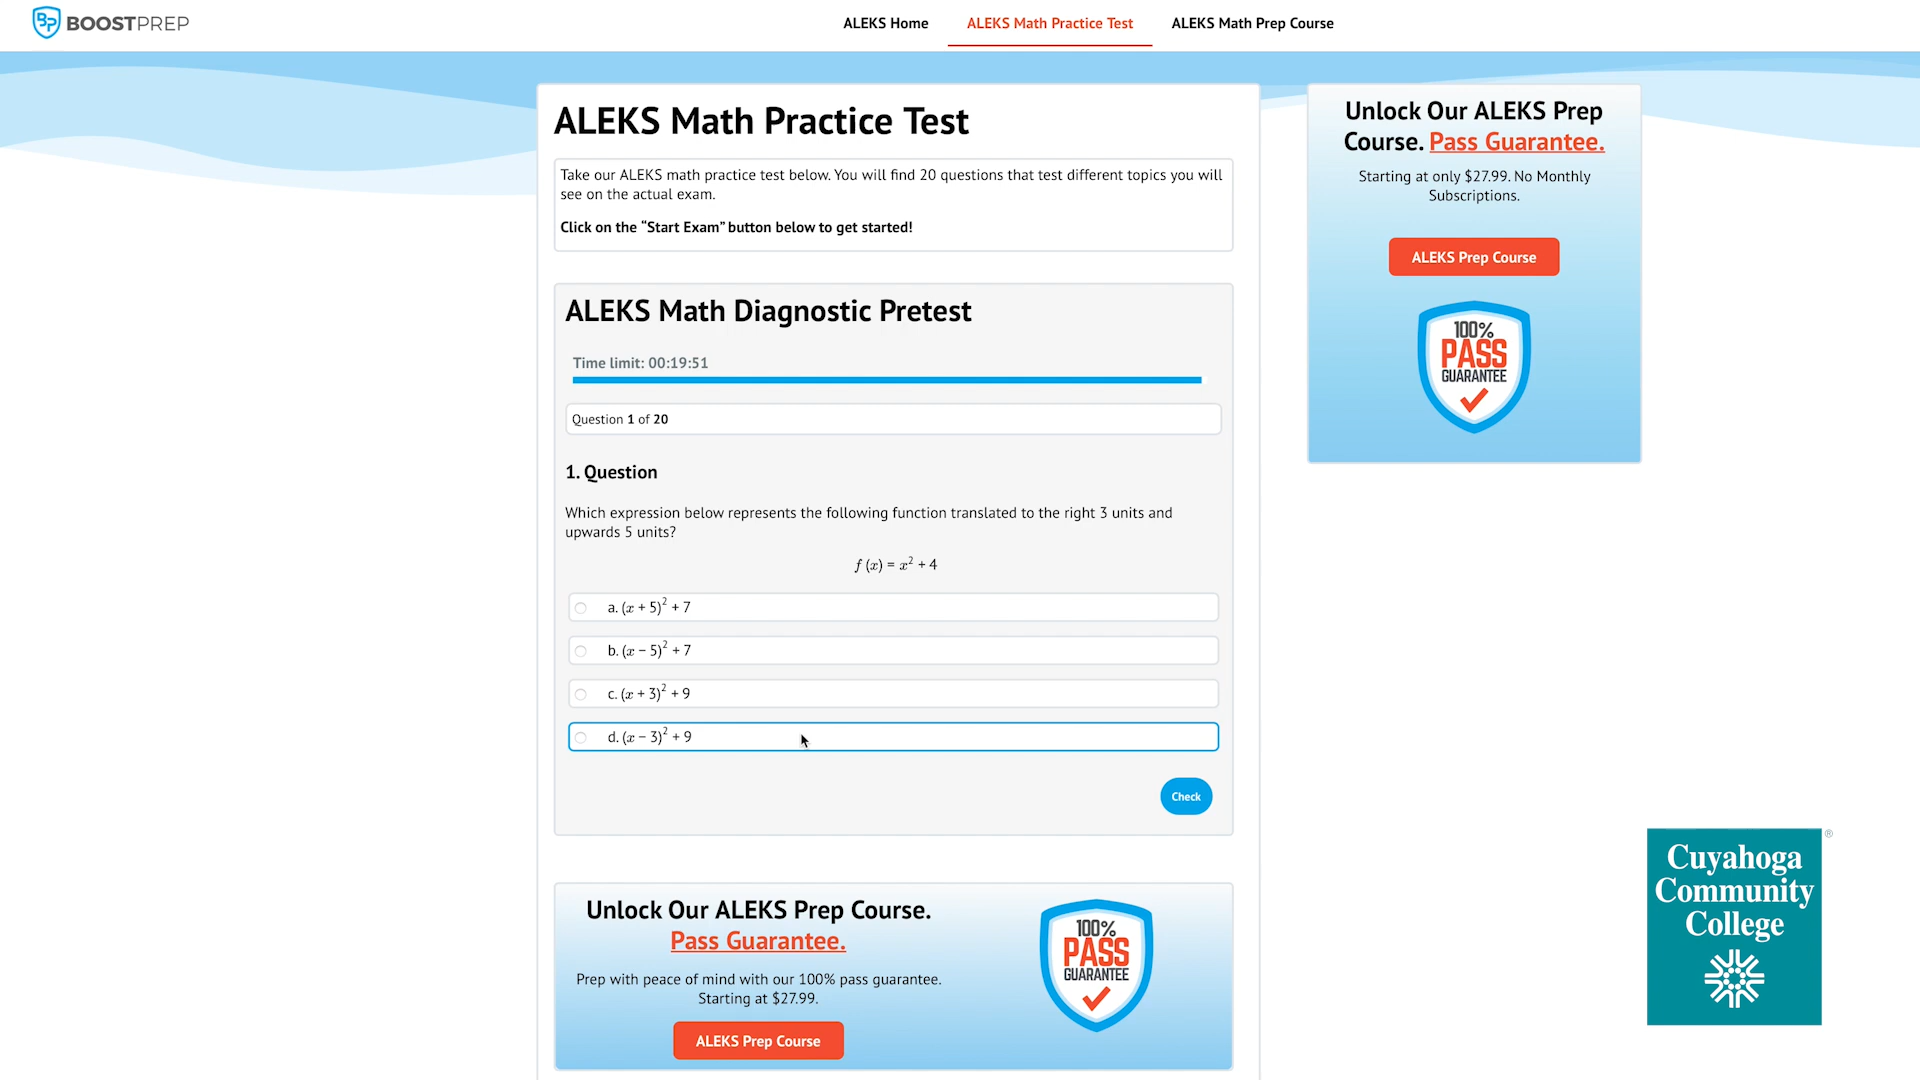 BP BOOSTPREP
ALEKS Home
ALEKS Math Practice Test
ALEKS Math Prep Course
ALEKS Math Practice Test
Take our ALEKS math practice test below. You will find 20 questions that test different topics you will
see on the actual exam.
Click on the “Start Exam” button below to get started!
ALEKS Math Diagnostic Pretest
Time limit: 00:19:51
Question 1 of 20
1. Question
Which expression below represents the following function translated to the right 3 units and
upwards 5 units?
f (x) = x² + 4
a. (x + 5)² + 7
b. (x − 5)² + 7
c. (x + 3)² + 9
d. (x − 3)² + 9
Check
Unlock Our ALEKS Prep Course.
Pass Guarantee.
Prep with peace of mind with our 100% pass guarantee.
Starting at $27.99.
ALEKS Prep Course
100%
PASS
GUARANTEE
Unlock Our ALEKS Prep
Course. Pass Guarantee.
Starting at only $27.99. No Monthly
Subscriptions.
ALEKS Prep Course
100%
PASS
GUARANTEE
Cuyahoga
Community
College
®